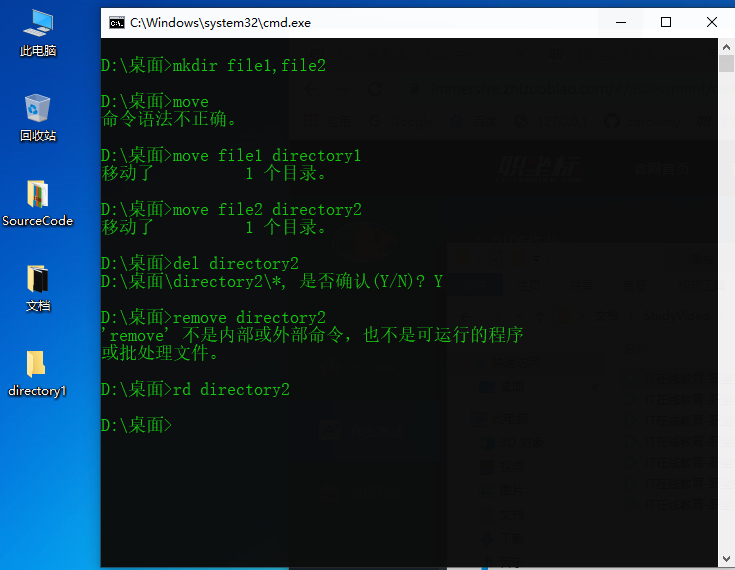 此电脑
回收站
SourceCode
文档
directory1
C:\Windows\system32\cmd.exe
D:\桌面>mkdir file1,file2
D:\桌面>move
命令语法不正确。
D:\桌面>move file1 directory1
移动了         1 个目录。
D:\桌面>move file2 directory2
移动了         1 个目录。
D:\桌面>del directory2
D:\桌面\directory2\*, 是否确认(Y/N)? Y
D:\桌面>remove directory2
'remove' 不是内部或外部命令，也不是可运行的程序
或批处理文件。
D:\桌面>rd directory2
D:\桌面>
职坐标